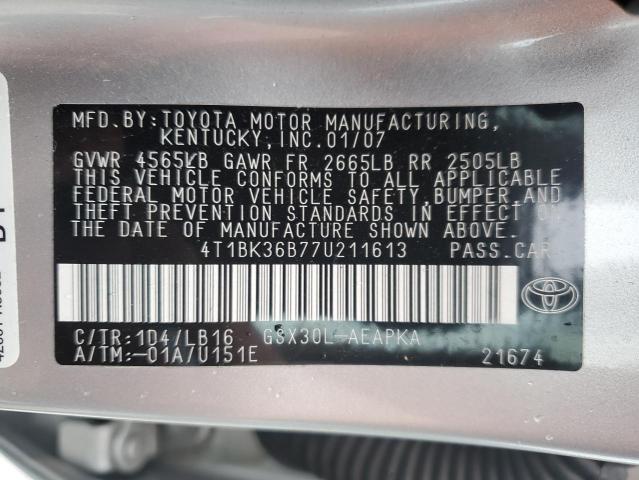 MFD.BY:TOYOTA MOTOR MANUFACTURING,
KENTUCKY, INC. 01/07
GVWR 4565LB GAWR FR 2665LB RR 2505LB
THIS VEHICLE CONFORMS TO ALL APPLICABLE
FEDERAL MOTOR VEHICLE SAFETY,BUMPER,AND
THEFT PREVENTION STANDARDS IN EFFECT ON
THE DATE OF MANUFACTURE SHOWN ABOVE.
4T1BK36B77U211613 PASS.CAR
C/TR:1D4/LB16 GSX30L-AEAPKA
A/TM:-01A/U151E 21674